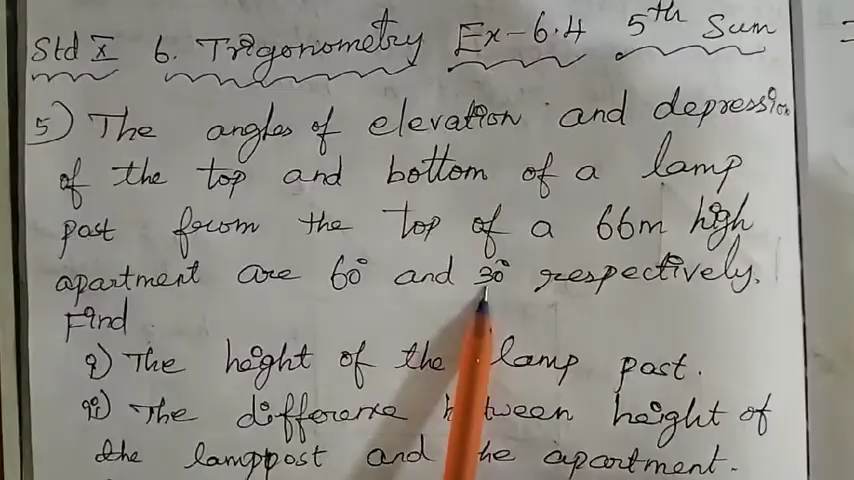 Std X 6. Trigonometry Ex-6.4 5th Sum
5) The angles of elevation and depression
of the top and bottom of a lamp
past from the top of a 66m high
apartment are 60° and 30° respectively.
Find
i) The height of the lamp past.
ii) The difference between height of
the lamppost and the apartment.